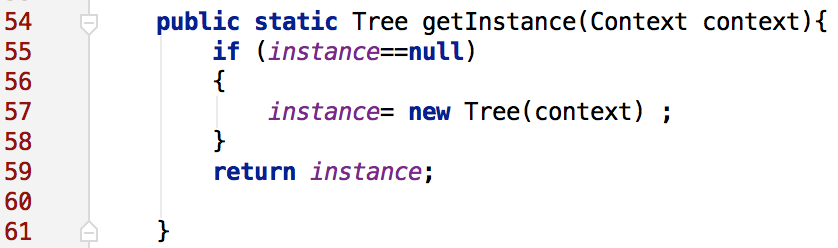 54 public static Tree getInstance(Context context){
55 if (instance==null)
56 {
57 instance= new Tree(context) ;
58 }
59 return instance;
60
61 }